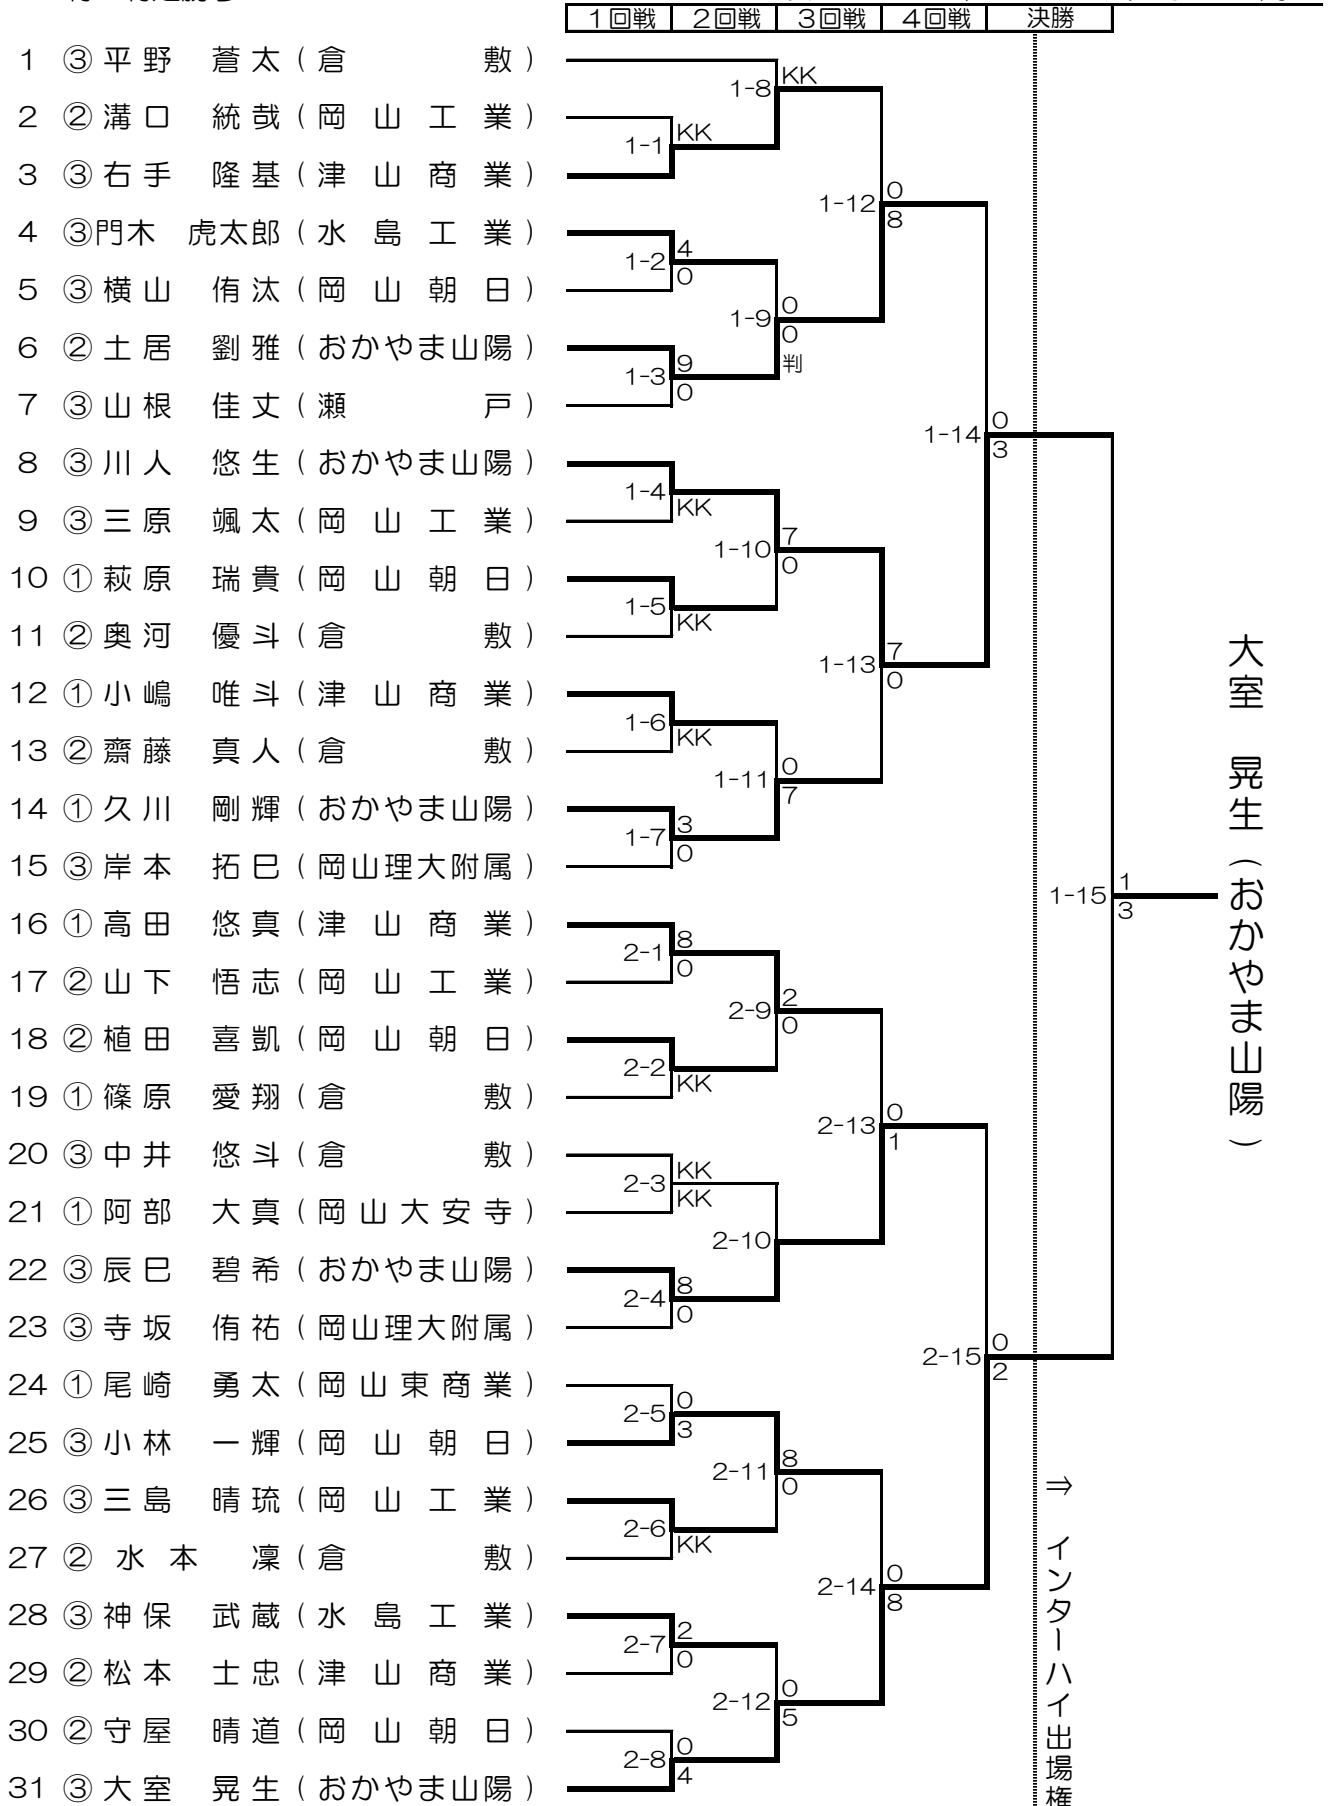 1回戦 2回戦 3回戦 4回戦 決勝
1 ③ 平野 蒼太 (倉敷)
2 ② 溝口 統哉 (岡山工業)
3 ③ 右手 隆基 (津山商業)
4 ③ 門木 虎太郎 (水島工業)
5 ③ 横山 侑汰 (岡山朝日)
6 ② 土居 劉雅 (おかやま山陽)
7 ③ 山根 佳丈 (瀬戸)
8 ③ 川人 悠生 (おかやま山陽)
9 ③ 三原 颯太 (岡山工業)
10 ① 萩原 瑞貴 (岡山朝日)
11 ② 奥河 優斗 (倉敷)
12 ① 小嶋 唯斗 (津山商業)
13 ② 齋藤 真人 (倉敷)
14 ① 久川 剛輝 (おかやま山陽)
15 ③ 岸本 拓巳 (岡山理大附属)
16 ① 高田 悠真 (津山商業)
17 ② 山下 悟志 (岡山工業)
18 ② 植田 喜凱 (岡山朝日)
19 ① 篠原 愛翔 (倉敷)
20 ③ 中井 悠斗 (倉敷)
21 ① 阿部 大真 (岡山大安寺)
22 ③ 辰巳 碧希 (おかやま山陽)
23 ③ 寺坂 侑祐 (岡山理大附属)
24 ① 尾崎 勇太 (岡山東商業)
25 ③ 小林 一輝 (岡山朝日)
26 ③ 三島 晴琉 (岡山工業)
27 ② 水本 凜 (倉敷)
28 ③ 神保 武蔵 (水島工業)
29 ② 松本 士忠 (津山商業)
30 ② 守屋 晴道 (岡山朝日)
31 ③ 大室 晃生 (おかやま山陽)
1-1 KK
1-2 4 0
1-3 9 0
1-4 KK
1-5 KK
1-6 KK
1-7 3 0
2-1 8 0
2-2 KK
2-3 KK KK
2-4 8 0
2-5 0 3
2-6 KK
2-7 2 0
2-8 0 4
1-8 KK
1-9 0 0 判
1-10 7 0
1-11 0 7
2-9 2 0
2-10
2-11 8 0
2-12 0 5
1-12 0 8
1-13 7 0
2-13 0 1
2-14 0 8
1-14 0 3
2-15 0 2
1-15 1 3
⇒ インターハイ出場権
大室 晃生(おかやま山陽)